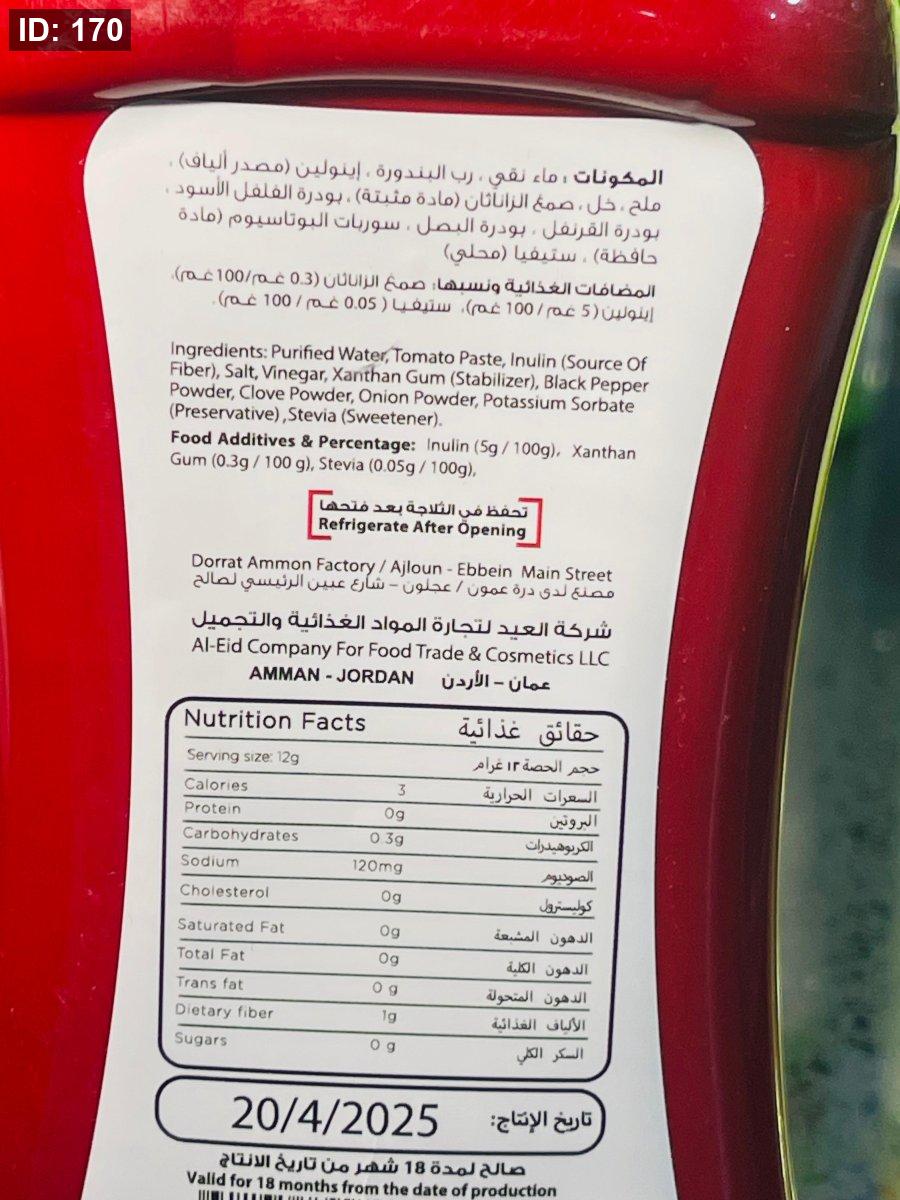 ID: 170
المكونات : ماء نقي ، رب البندورة ، إينولين (مصدر ألياف) ،
ملح ، خل ، صمغ الزانثان (مادة مثبتة) ، بودرة الفلفل الأسود ،
بودرة القرنفل ، بودرة البصل ، سوربات البوتاسيوم (مادة
حافظة) ، ستيفيا (محلي)
المضافات الغذائية ونسبها: صمغ الزانثان (0.3 غم/100غم)،
إينولين (5 غم / 100 غم)، ستيفيا ( 0.05 غم / 100 غم).
Ingredients: Purified Water, Tomato Paste, Inulin (Source Of
Fiber), Salt, Vinegar, Xanthan Gum (Stabilizer), Black Pepper
Powder, Clove Powder, Onion Powder, Potassium Sorbate
(Preservative) ,Stevia (Sweetener).
Food Additives & Percentage: Inulin (5g / 100g), Xanthan
Gum (0.3g / 100 g), Stevia (0.05g / 100g),
تحفظ في الثلاجة بعد فتحها
Refrigerate After Opening
Dorrat Ammon Factory / Ajloun - Ebbein Main Street
مصنع لدى درة عمون / عجلون – شارع عبين الرئيسي لصالح
شركة العيد لتجارة المواد الغذائية والتجميل
Al-Eid Company For Food Trade & Cosmetics LLC
AMMAN - JORDAN عمان – الأردن
Nutrition Facts حقائق غذائية
Serving size: 12g حجم الحصة ١٢ غرام
Calories 3 السعرات الحرارية
Protein 0g البروتين
Carbohydrates 0.3g الكربوهيدرات
Sodium 120mg الصوديوم
Cholesterol 0g كوليسترول
Saturated Fat 0g الدهون المشبعة
Total Fat 0g الدهون الكلية
Trans fat 0 g الدهون المتحولة
Dietary fiber 1g الألياف الغذائية
Sugars 0 g السكر الكلي
تاريخ الإنتاج: 20/4/2025
صالح لمدة 18 شهر من تاريخ الانتاج
Valid for 18 months from the date of production